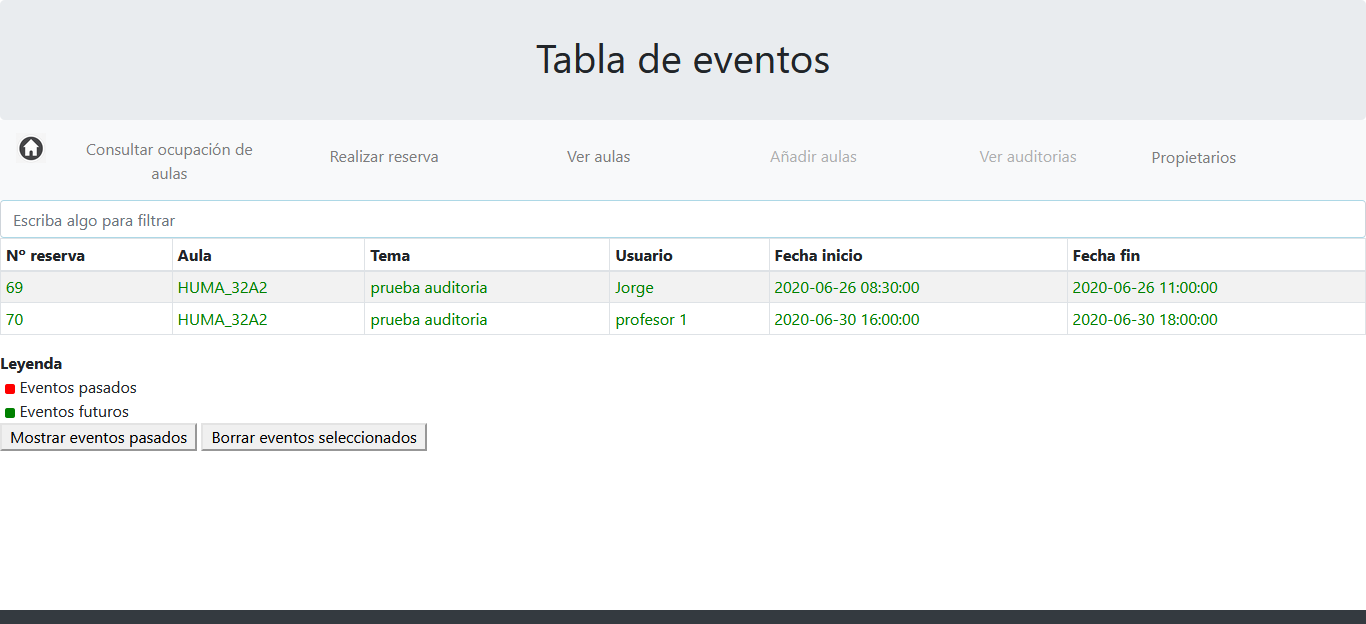 Tabla de eventos
Consultar ocupación de
aulas
Realizar reserva
Ver aulas
Añadir aulas
Ver auditorias
Propietarios
Escriba algo para filtrar
Nº reserva Aula Tema Usuario Fecha inicio Fecha fin
69 HUMA_32A2 prueba auditoria Jorge 2020-06-26 08:30:00 2020-06-26 11:00:00
70 HUMA_32A2 prueba auditoria profesor 1 2020-06-30 16:00:00 2020-06-30 18:00:00
Leyenda
Eventos pasados
Eventos futuros
Mostrar eventos pasados Borrar eventos seleccionados